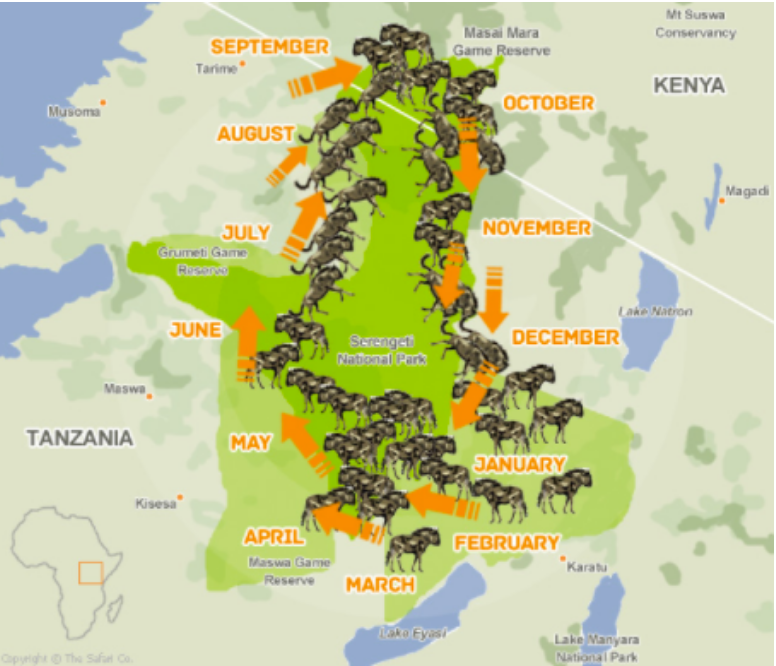 Mt Suswa
Conservancy
SEPTEMBER
Masai Mara
Game Reserve
Tarime
KENYA
OCTOBER
Musoma
AUGUST
Magadi
JULY
NOVEMBER
Grumeti Game
Reserve
Lake Natron
JUNE
DECEMBER
Serengeti
National Park
Maswa
TANZANIA
MAY
JANUARY
Kisesa
APRIL
FEBRUARY
Maswa Game
Reserve
Karatu
MARCH
Lake Eyasi
Lake Manyara
National Park
Copyright © The Safari Co.